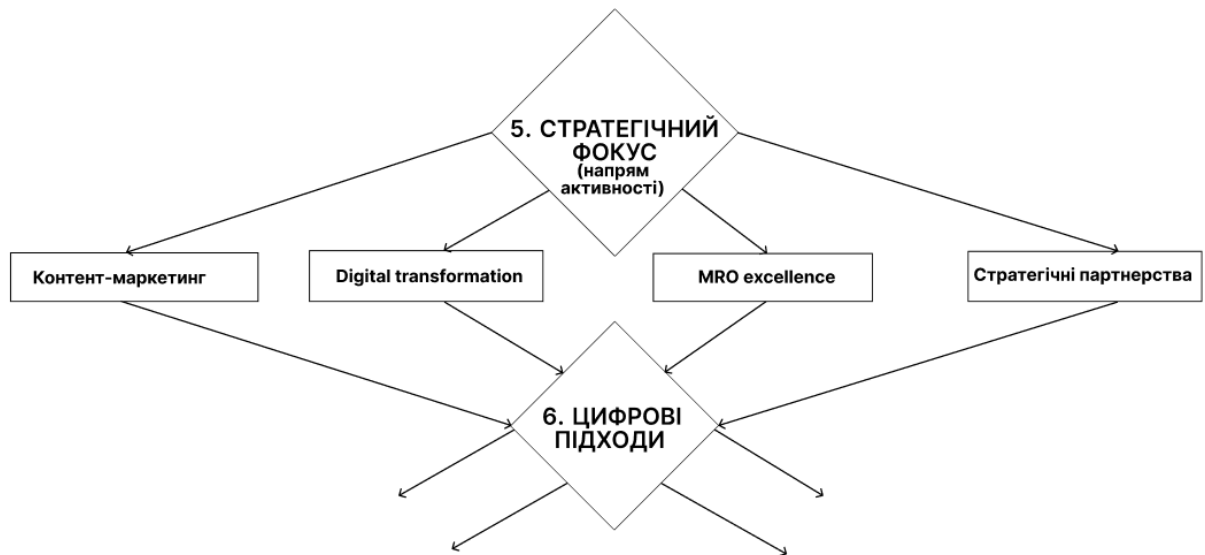 5. СТРАТЕГІЧНИЙ
ФОКУС
(напрям
активності)
Контент-маркетинг
Digital transformation
MRO excellence
Стратегічні партнерства
6. ЦИФРОВІ
ПІДХОДИ